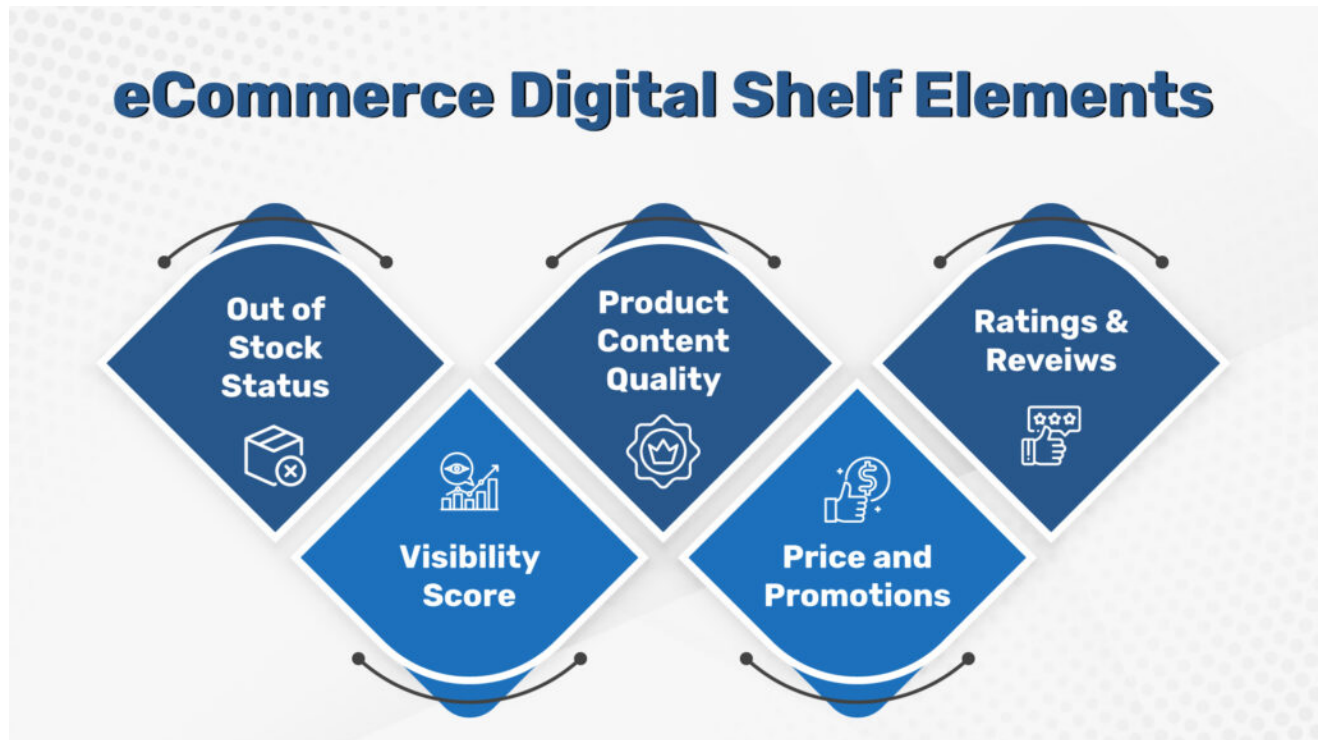 eCommerce Digital Shelf Elements
Out of
Stock
Status
Visibility
Score
Product
Content
Quality
Price and
Promotions
Ratings &
Reveiws